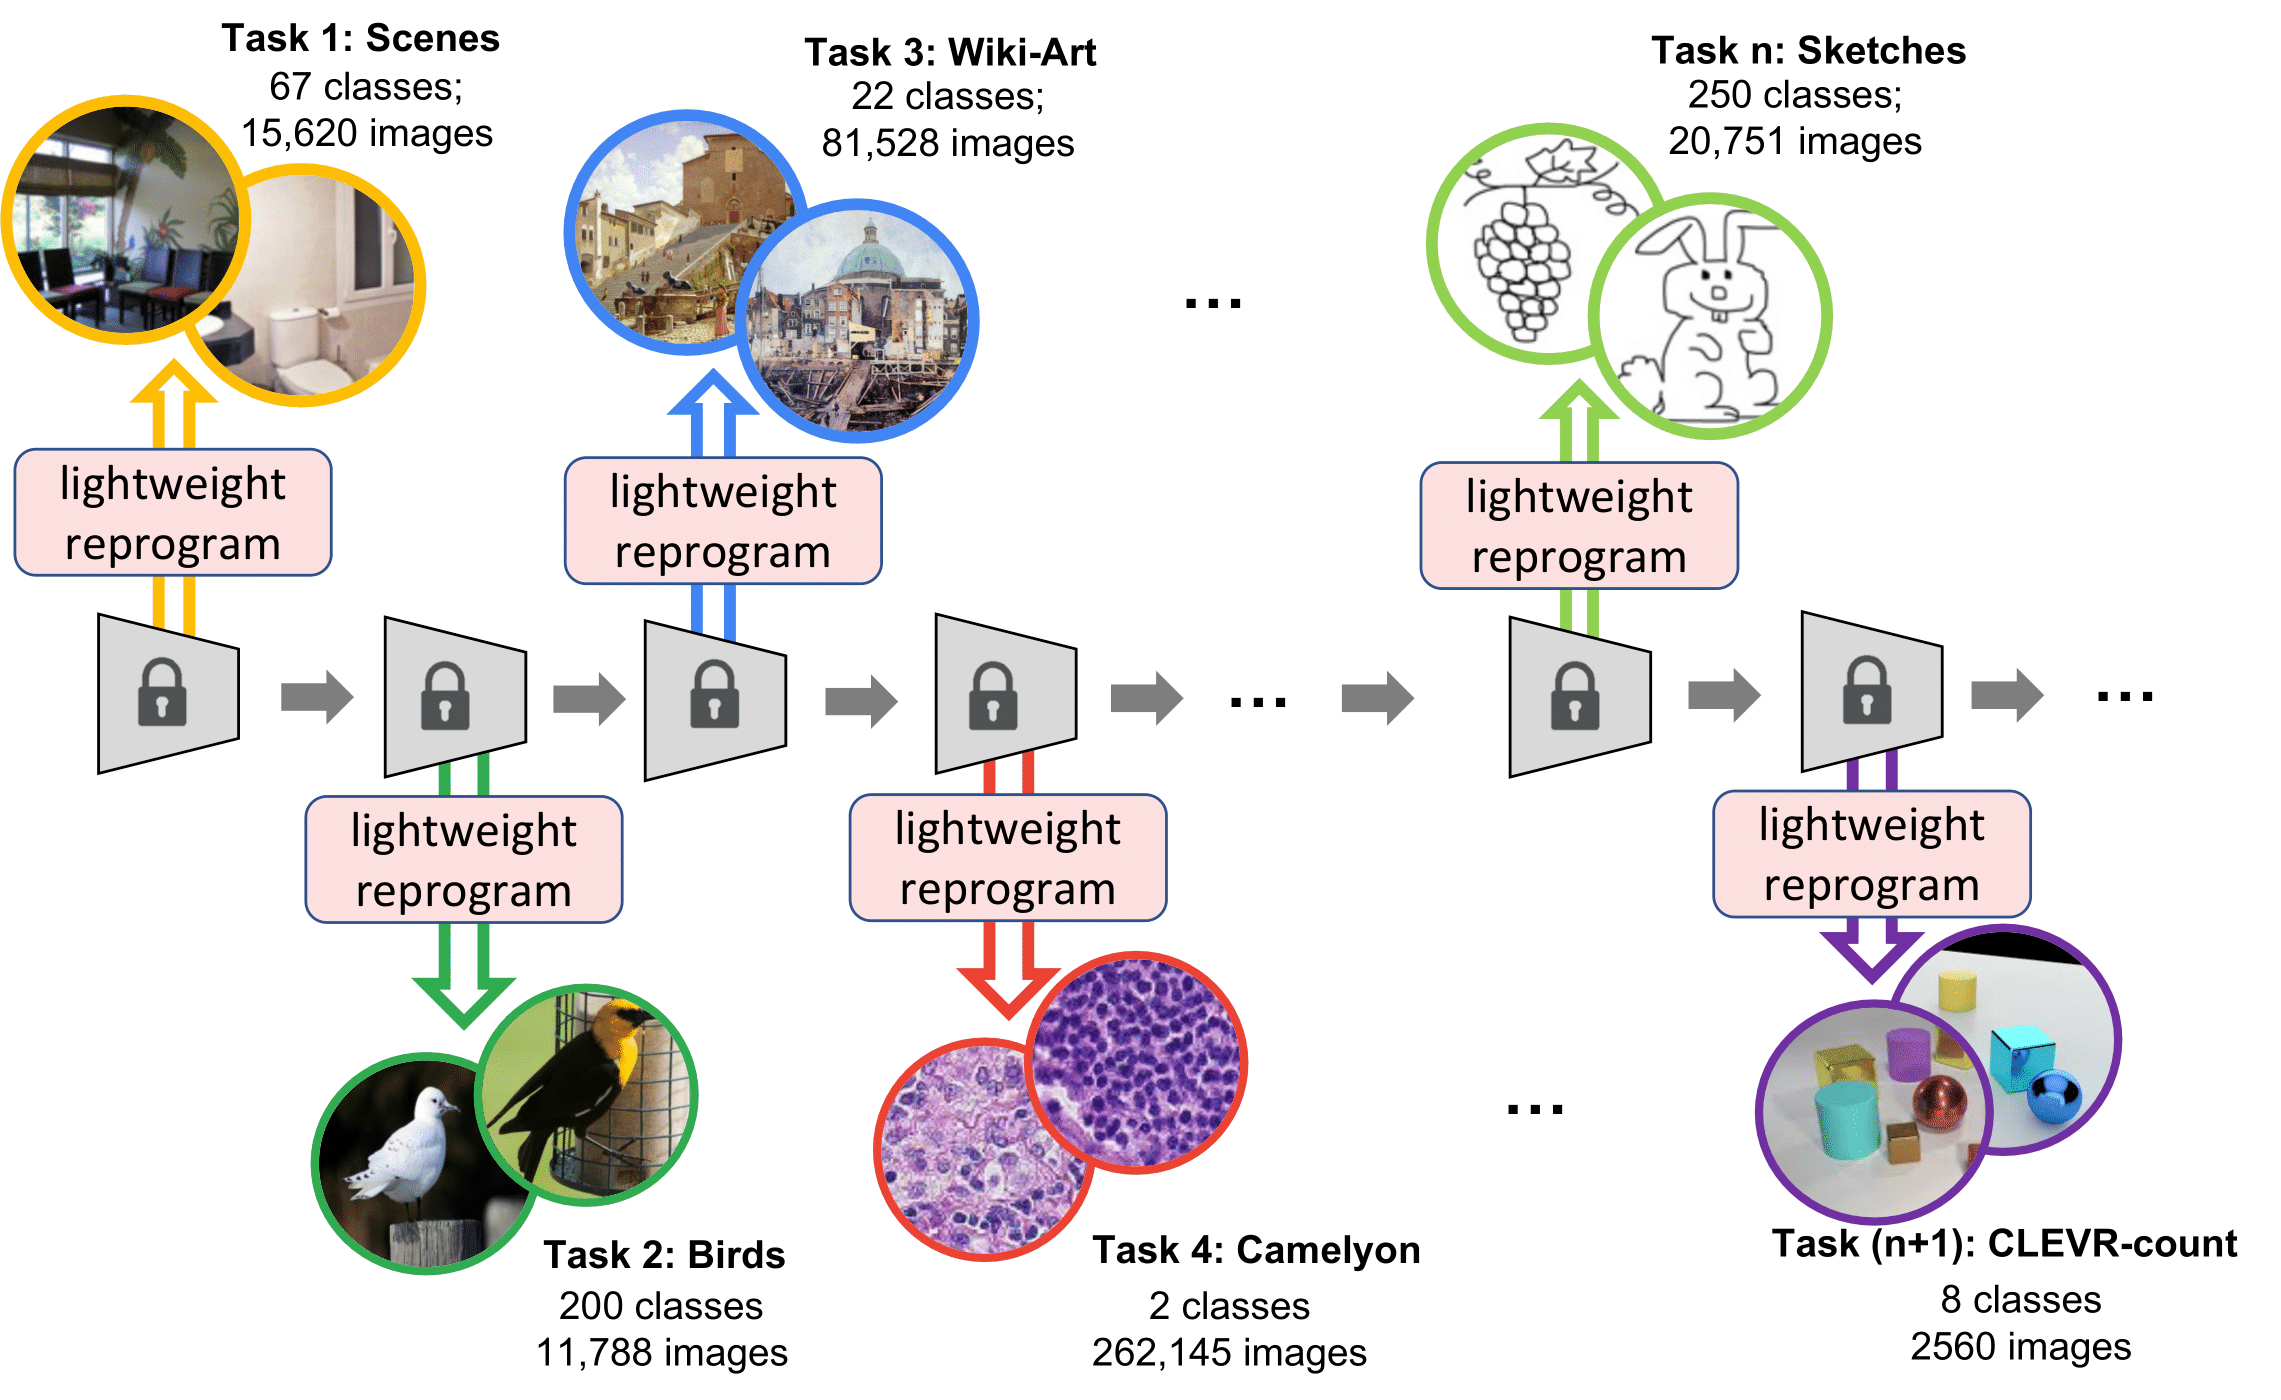 Task 1: Scenes
67 classes;
15,620 images
Task 3: Wiki-Art
22 classes;
81,528 images
Task n: Sketches
250 classes;
20,751 images
...
lightweight
reprogram
lightweight
reprogram
lightweight
reprogram
...
...
lightweight
reprogram
lightweight
reprogram
lightweight
reprogram
...
Task 2: Birds
200 classes
11,788 images
Task 4: Camelyon
2 classes
262,145 images
Task (n+1): CLEVR-count
8 classes
2560 images